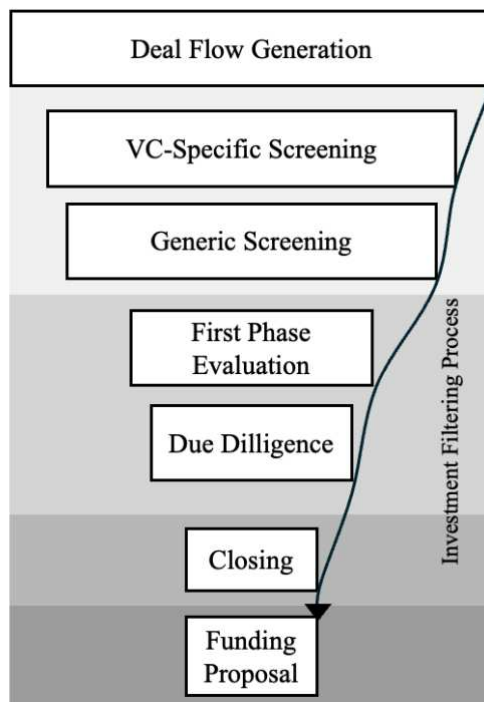 Deal Flow Generation
VC-Specific Screening
Generic Screening
First Phase
Evaluation
Due Dilligence
Closing
Funding
Proposal
Investment Filtering Process